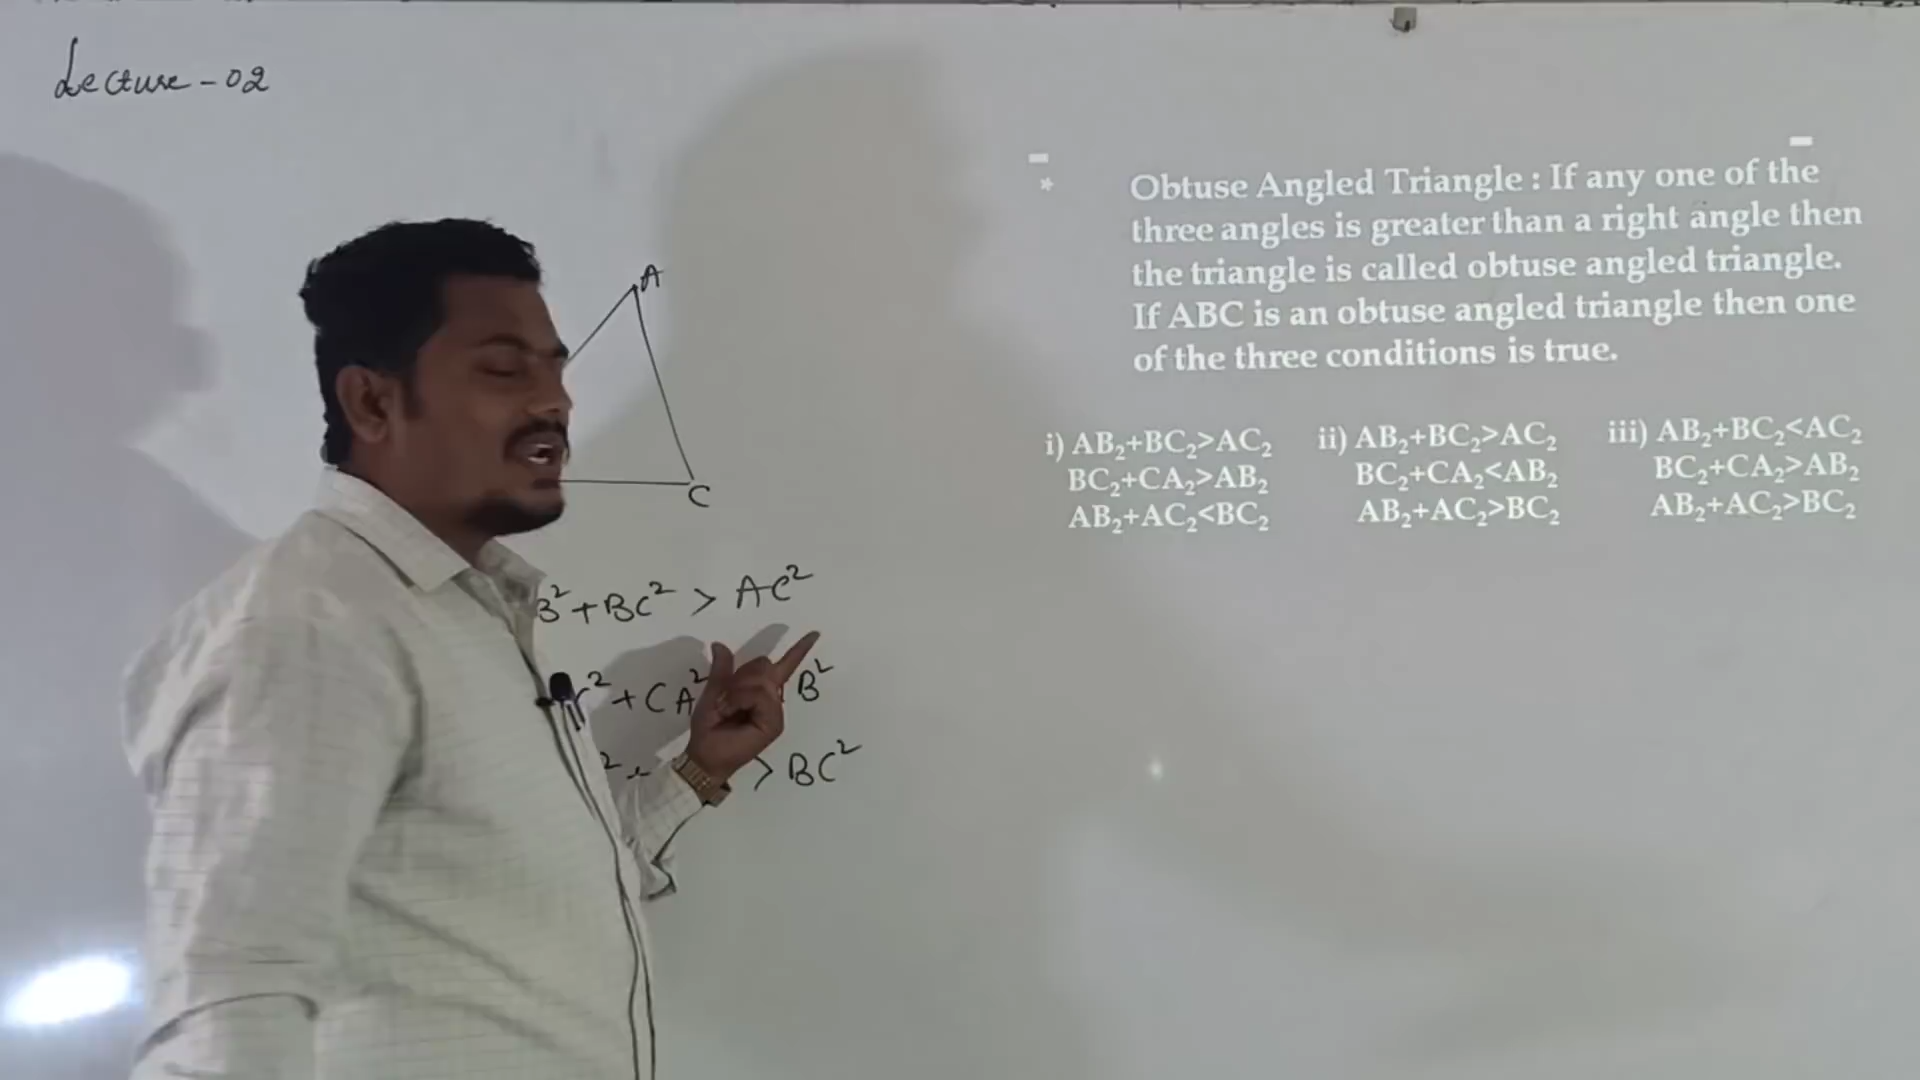 Lecture-02
A
C
B²+BC² > AC²
² + CA² B²
² > BC²
* Obtuse Angled Triangle : If any one of the
three angles is greater than a right angle then
the triangle is called obtuse angled triangle.
If ABC is an obtuse angled triangle then one
of the three conditions is true.
i) AB₂+BC₂>AC₂ ii) AB₂+BC₂>AC₂ iii) AB₂+BC₂<AC₂
BC₂+CA₂>AB₂ BC₂+CA₂<AB₂ BC₂+CA₂>AB₂
AB₂+AC₂<BC₂ AB₂+AC₂>BC₂ AB₂+AC₂>BC₂